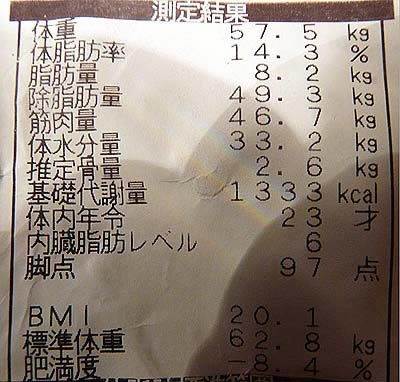 測定結果
体重 57.5 kg
体脂肪率 14.3 %
脂肪量 8.2 kg
除脂肪量 49.3 kg
筋肉量 46.7 kg
体水分量 33.2 kg
推定骨量 2.6 kg
基礎代謝量 1333 kcal
体内年令 23 才
内臓脂肪レベル 6
脚点 97 点
BMI 20.1
標準体重 62.8 kg
肥満度 -8.4 %